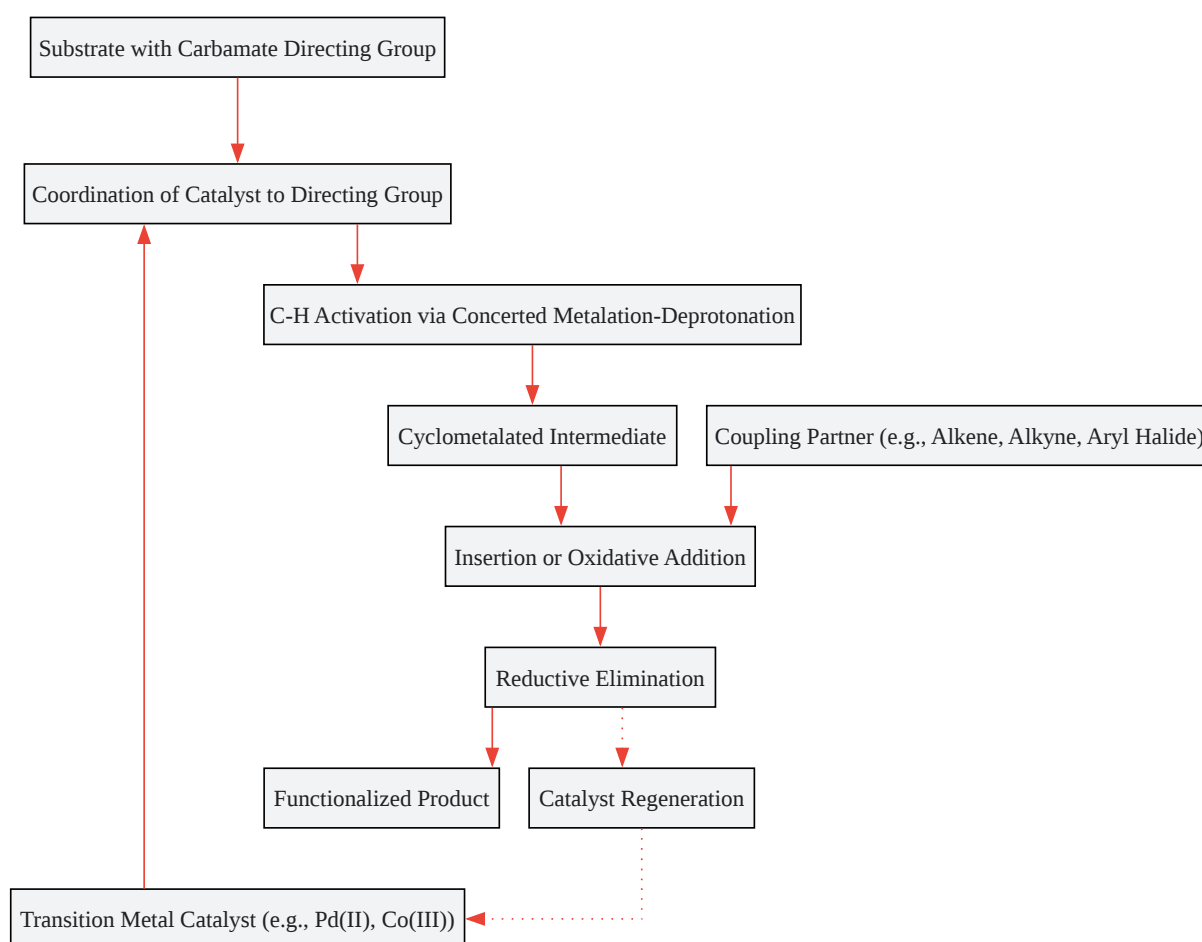 Substrate with Carbamate Directing Group
Coordination of Catalyst to Directing Group
C-H Activation via Concerted Metalation-Deprotonation
Cyclometalated Intermediate
Coupling Partner (e.g., Alkene, Alkyne, Aryl Halide)
Insertion or Oxidative Addition
Reductive Elimination
Functionalized Product
Catalyst Regeneration
Transition Metal Catalyst (e.g., Pd(II), Co(III))